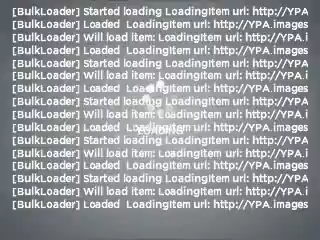 [BulkLoader] Started loading LoadingItem url: http://YPA
[BulkLoader] Loaded LoadingItem url: http://YPA.images
[BulkLoader] Will load item: LoadingItem url: http://YPA.i
[BulkLoader] Loaded LoadingItem url: http://YPA.images
[BulkLoader] Started loading LoadingItem url: http://YPA
[BulkLoader] Will load item: LoadingItem url: http://YPA.i
[BulkLoader] Loaded LoadingItem url: http://YPA.images
[BulkLoader] Started loading LoadingItem url: http://YPA
[BulkLoader] Will load item: LoadingItem url: http://YPA.i
[BulkLoader] Loaded LoadingItem url: http://YPA.images
LOADING
[BulkLoader] Started loading LoadingItem url: http://YPA
[BulkLoader] Will load item: LoadingItem url: http://YPA.i
[BulkLoader] Loaded LoadingItem url: http://YPA.images
[BulkLoader] Started loading LoadingItem url: http://YPA
[BulkLoader] Will load item: LoadingItem url: http://YPA.i
[BulkLoader] Loaded LoadingItem url: http://YPA.images